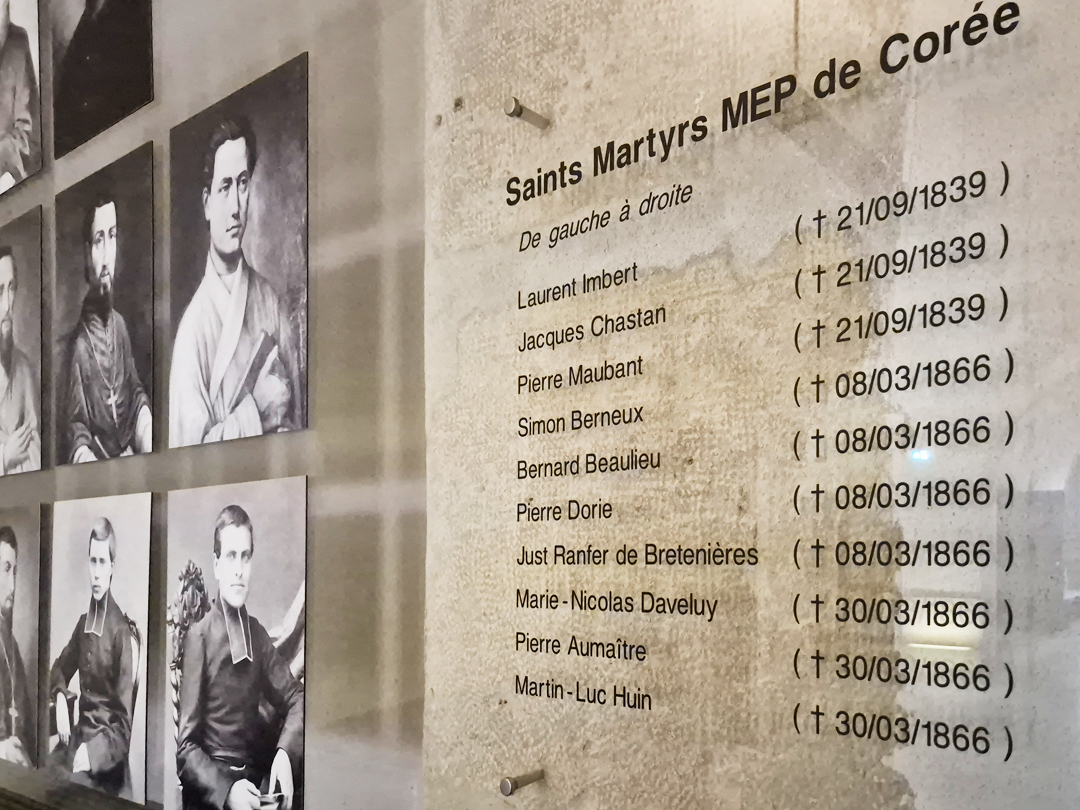 Saints Martyrs MEP de Corée
De gauche à droite
Laurent Imbert ( † 21/09/1839 )
Jacques Chastan ( † 21/09/1839 )
Pierre Maubant ( † 21/09/1839 )
Simon Berneux ( † 08/03/1866 )
Bernard Beaulieu ( † 08/03/1866 )
Pierre Dorie ( † 08/03/1866 )
Just Ranfer de Bretenières ( † 08/03/1866 )
Marie-Nicolas Daveluy ( † 30/03/1866 )
Pierre Aumaître ( † 30/03/1866 )
Martin-Luc Huin ( † 30/03/1866 )